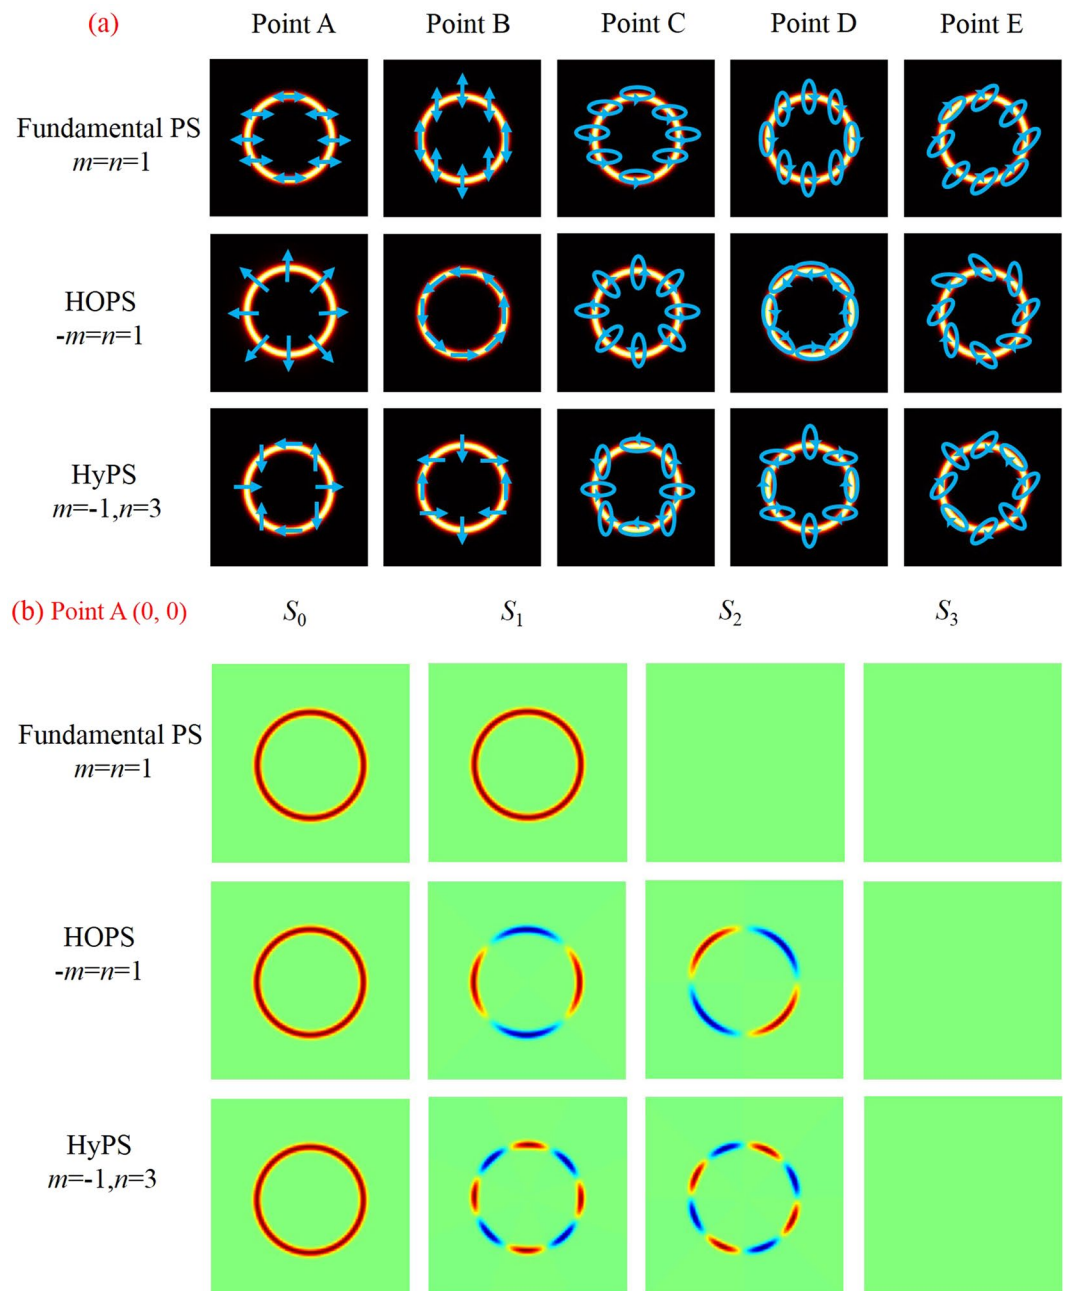 (a) Point A Point B Point C Point D Point E
Fundamental PS
m=n=1
HOPS
-m=n=1
HyPS
m=-1,n=3
(b) Point A (0, 0) S₀ S₁ S₂ S₃
Fundamental PS
m=n=1
HOPS
-m=n=1
HyPS
m=-1,n=3